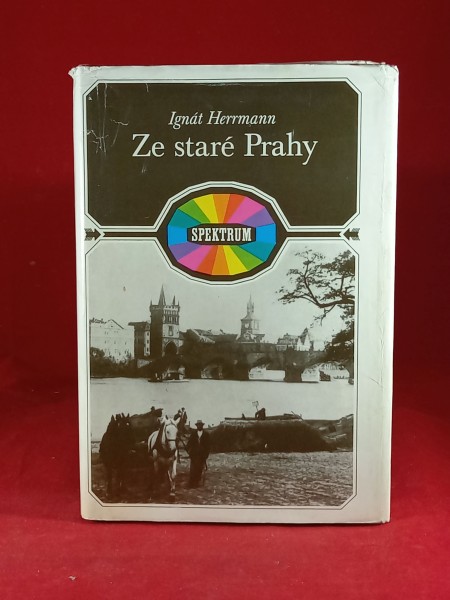 Ignát Herrmann
Ze staré Prahy
SPEKTRUM